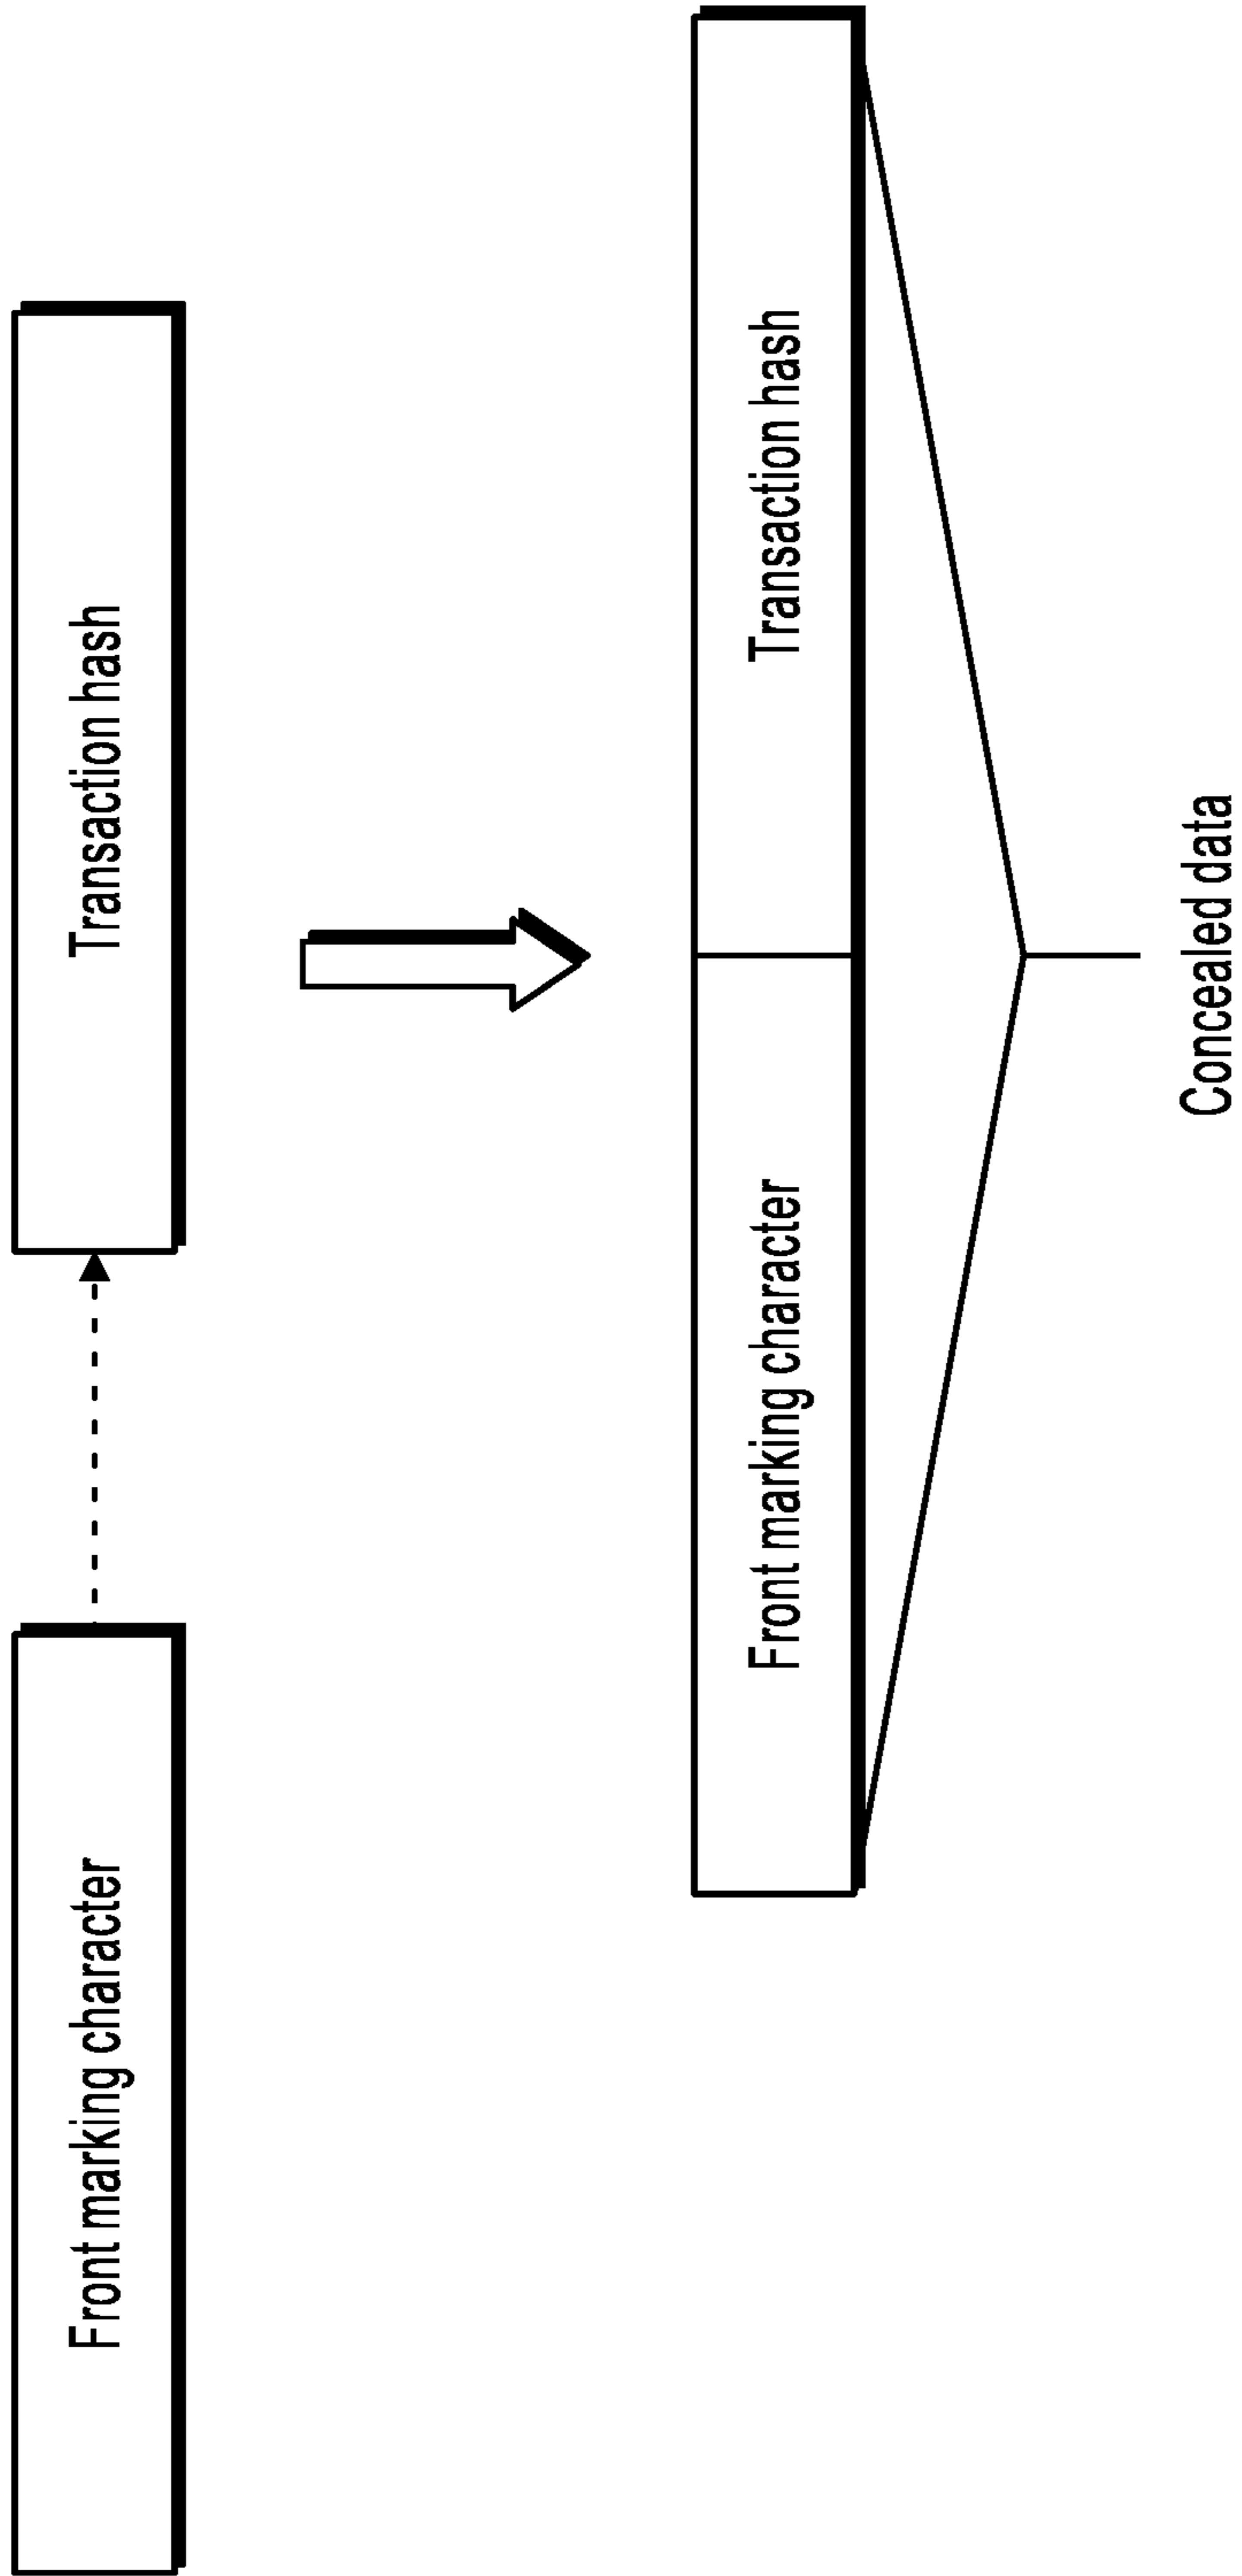 Front marking character
Transaction hash
Front marking character
Transaction hash
Concealed data